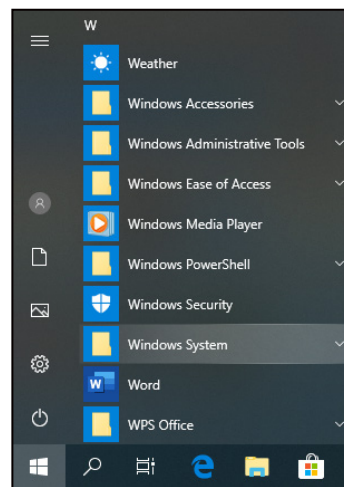 W
Weather
Windows Accessories
Windows Administrative Tools
Windows Ease of Access
Windows Media Player
Windows PowerShell
Windows Security
Windows System
Word
WPS Office